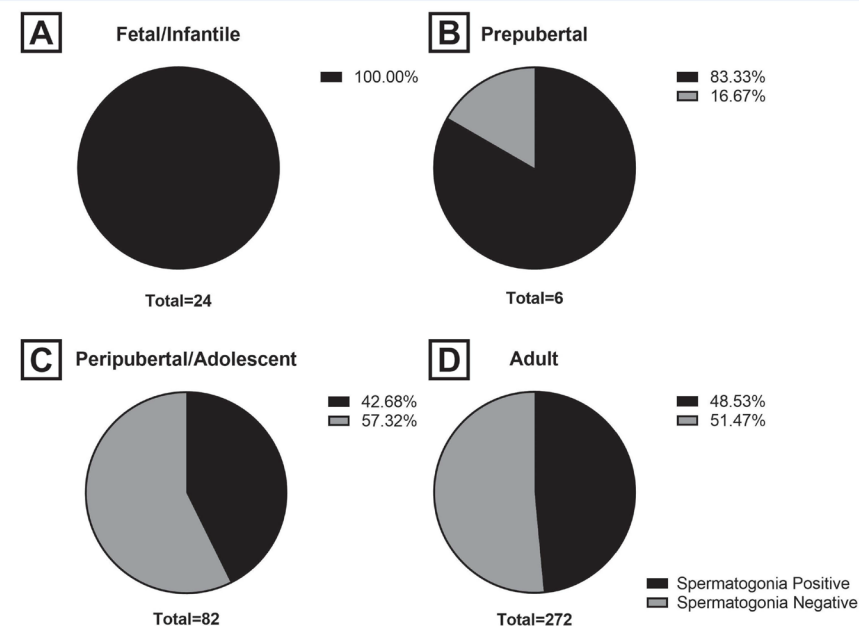 A Fetal/Infantile
100.00%
Total=24
B Prepubertal
83.33%
16.67%
Total=6
C Peripubertal/Adolescent
42.68%
57.32%
Total=82
D Adult
48.53%
51.47%
Total=272
Spermatogonia Positive
Spermatogonia Negative